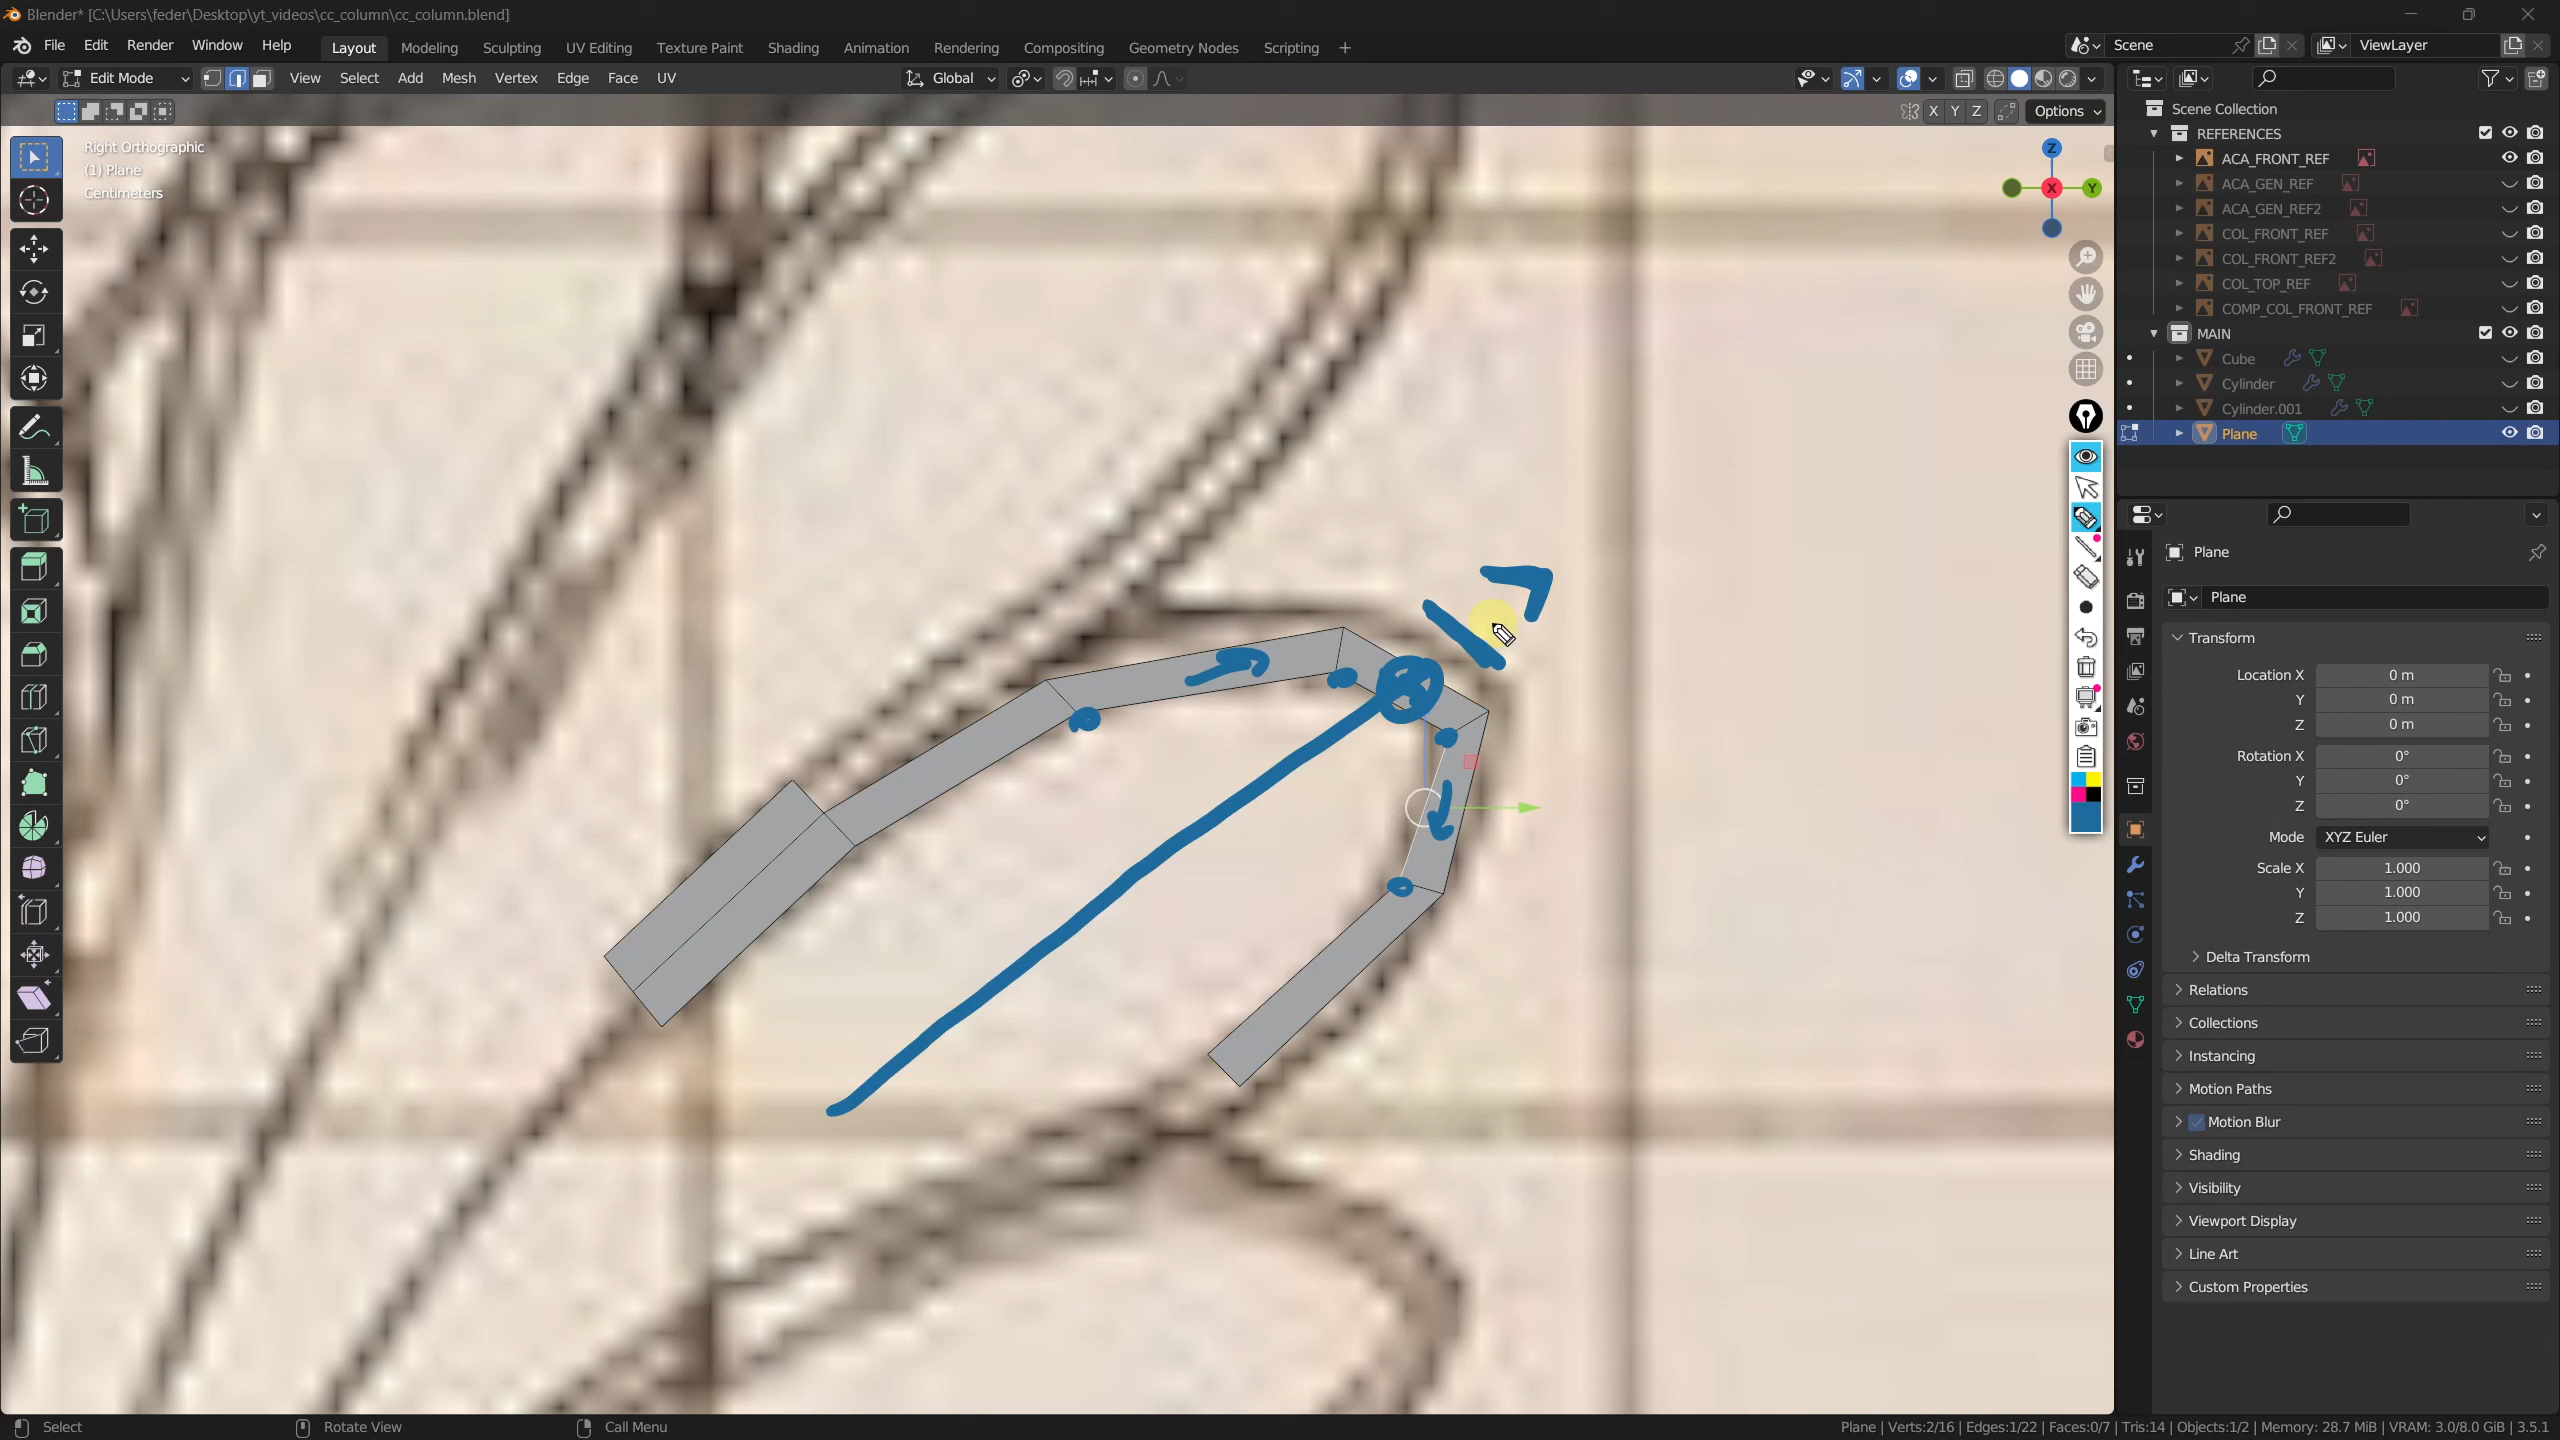 Blender* [C:\Users\feder\Desktop\yt_videos\cc_column\cc_column.blend]
File Edit Render Window Help
Layout Modeling Sculpting UV Editing Texture Paint Shading Animation Rendering Compositing Geometry Nodes Scripting +
Scene
ViewLayer
Edit Mode
View Select Add Mesh Vertex Edge Face UV
Global
X Y Z
Options
Right Orthographic
(1) Plane
Centimeters
Z
X
Y
Scene Collection
REFERENCES
ACA_FRONT_REF
ACA_GEN_REF
ACA_GEN_REF2
COL_FRONT_REF
COL_FRONT_REF2
COL_TOP_REF
COMP_COL_FRONT_REF
MAIN
Cube
Cylinder
Cylinder.001
Plane
Plane
Plane
Transform
Location X 0 m
Y 0 m
Z 0 m
Rotation X 0°
Y 0°
Z 0°
Mode XYZ Euler
Scale X 1.000
Y 1.000
Z 1.000
Delta Transform
Relations
Collections
Instancing
Motion Paths
Motion Blur
Shading
Visibility
Viewport Display
Line Art
Custom Properties
Select Rotate View Call Menu
Plane | Verts:2/16 | Edges:1/22 | Faces:0/7 | Tris:14 | Objects:1/2 | Memory: 28.7 MiB | VRAM: 3.0/8.0 GiB | 3.5.1